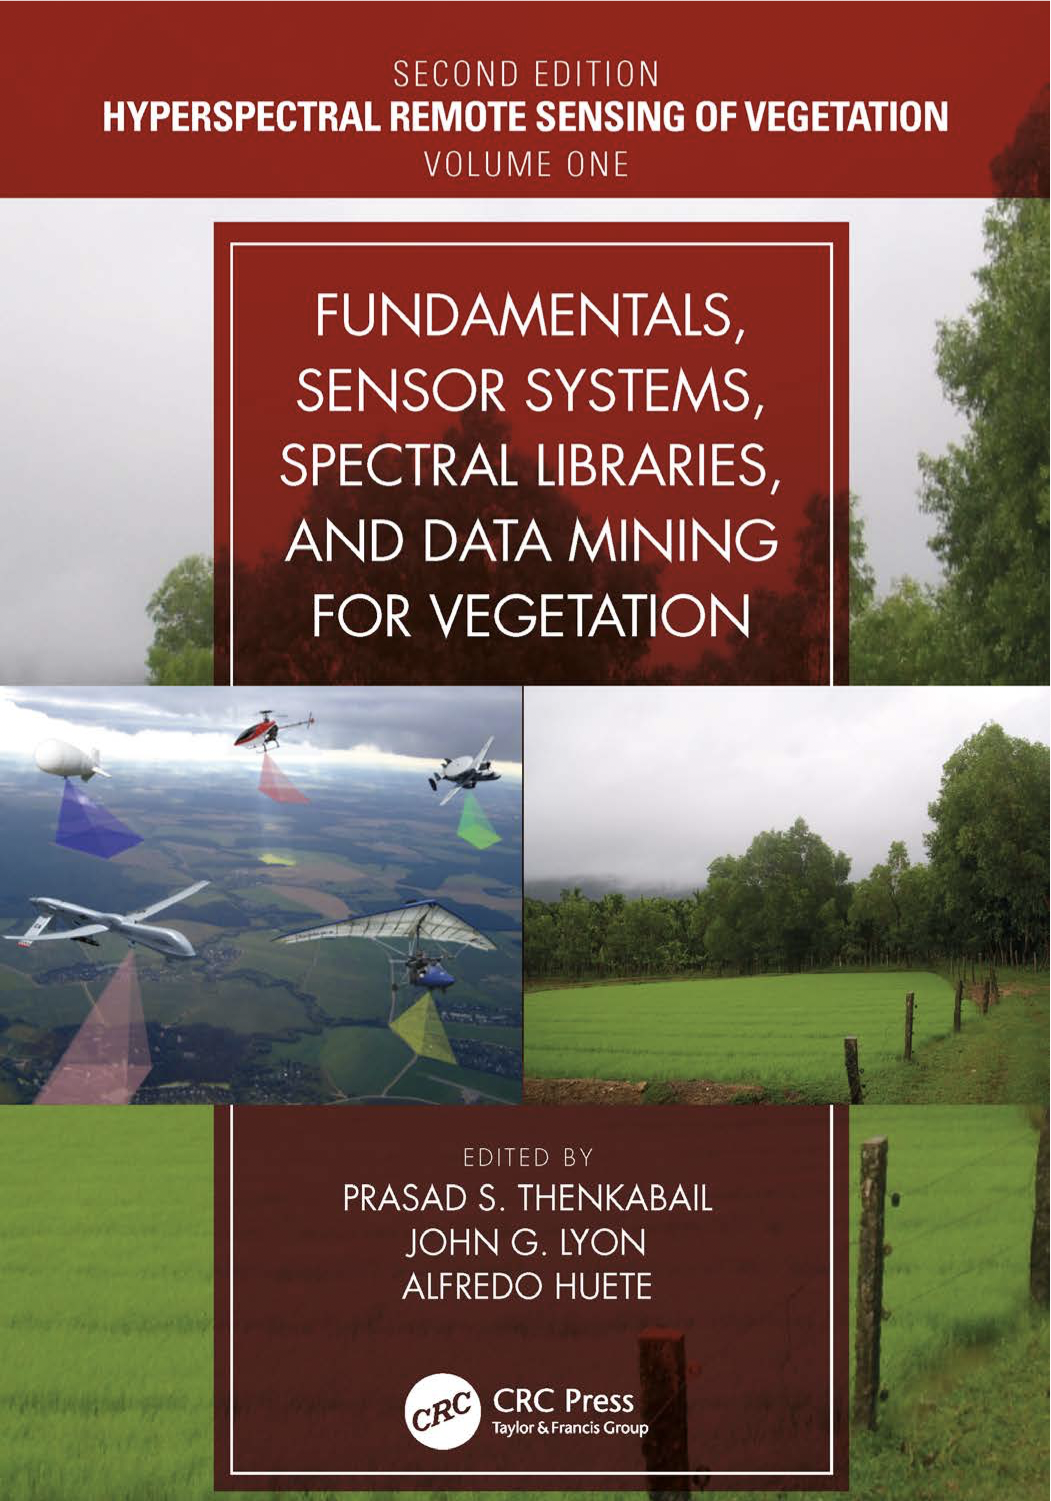 SECOND EDITION
HYPERSPECTRAL REMOTE SENSING OF VEGETATION
VOLUME ONE
FUNDAMENTALS,
SENSOR SYSTEMS,
SPECTRAL LIBRARIES,
AND DATA MINING
FOR VEGETATION
EDITED BY
PRASAD S. THENKABAIL
JOHN G. LYON
ALFREDO HUETE
CRC
CRC Press
Taylor & Francis Group